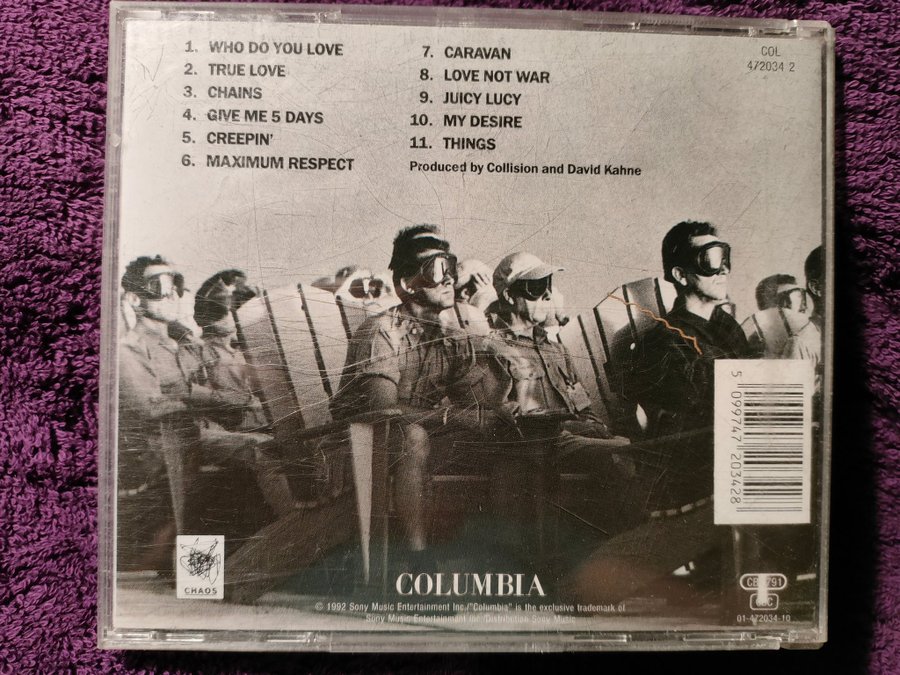 1. WHO DO YOU LOVE
2. TRUE LOVE
3. CHAINS
4. GIVE ME 5 DAYS
5. CREEPIN'
6. MAXIMUM RESPECT
7. CARAVAN
8. LOVE NOT WAR
9. JUICY LUCY
10. MY DESIRE
11. THINGS
Produced by Collision and David Kahne
COL
472034 2
5 099747 203428
CHAOS
COLUMBIA
© 1992 Sony Music Entertainment Inc./"Columbia" is the exclusive trademark of
Sony Music Entertainment Inc./Distribution Sony Music
CB 791
01-472034-10